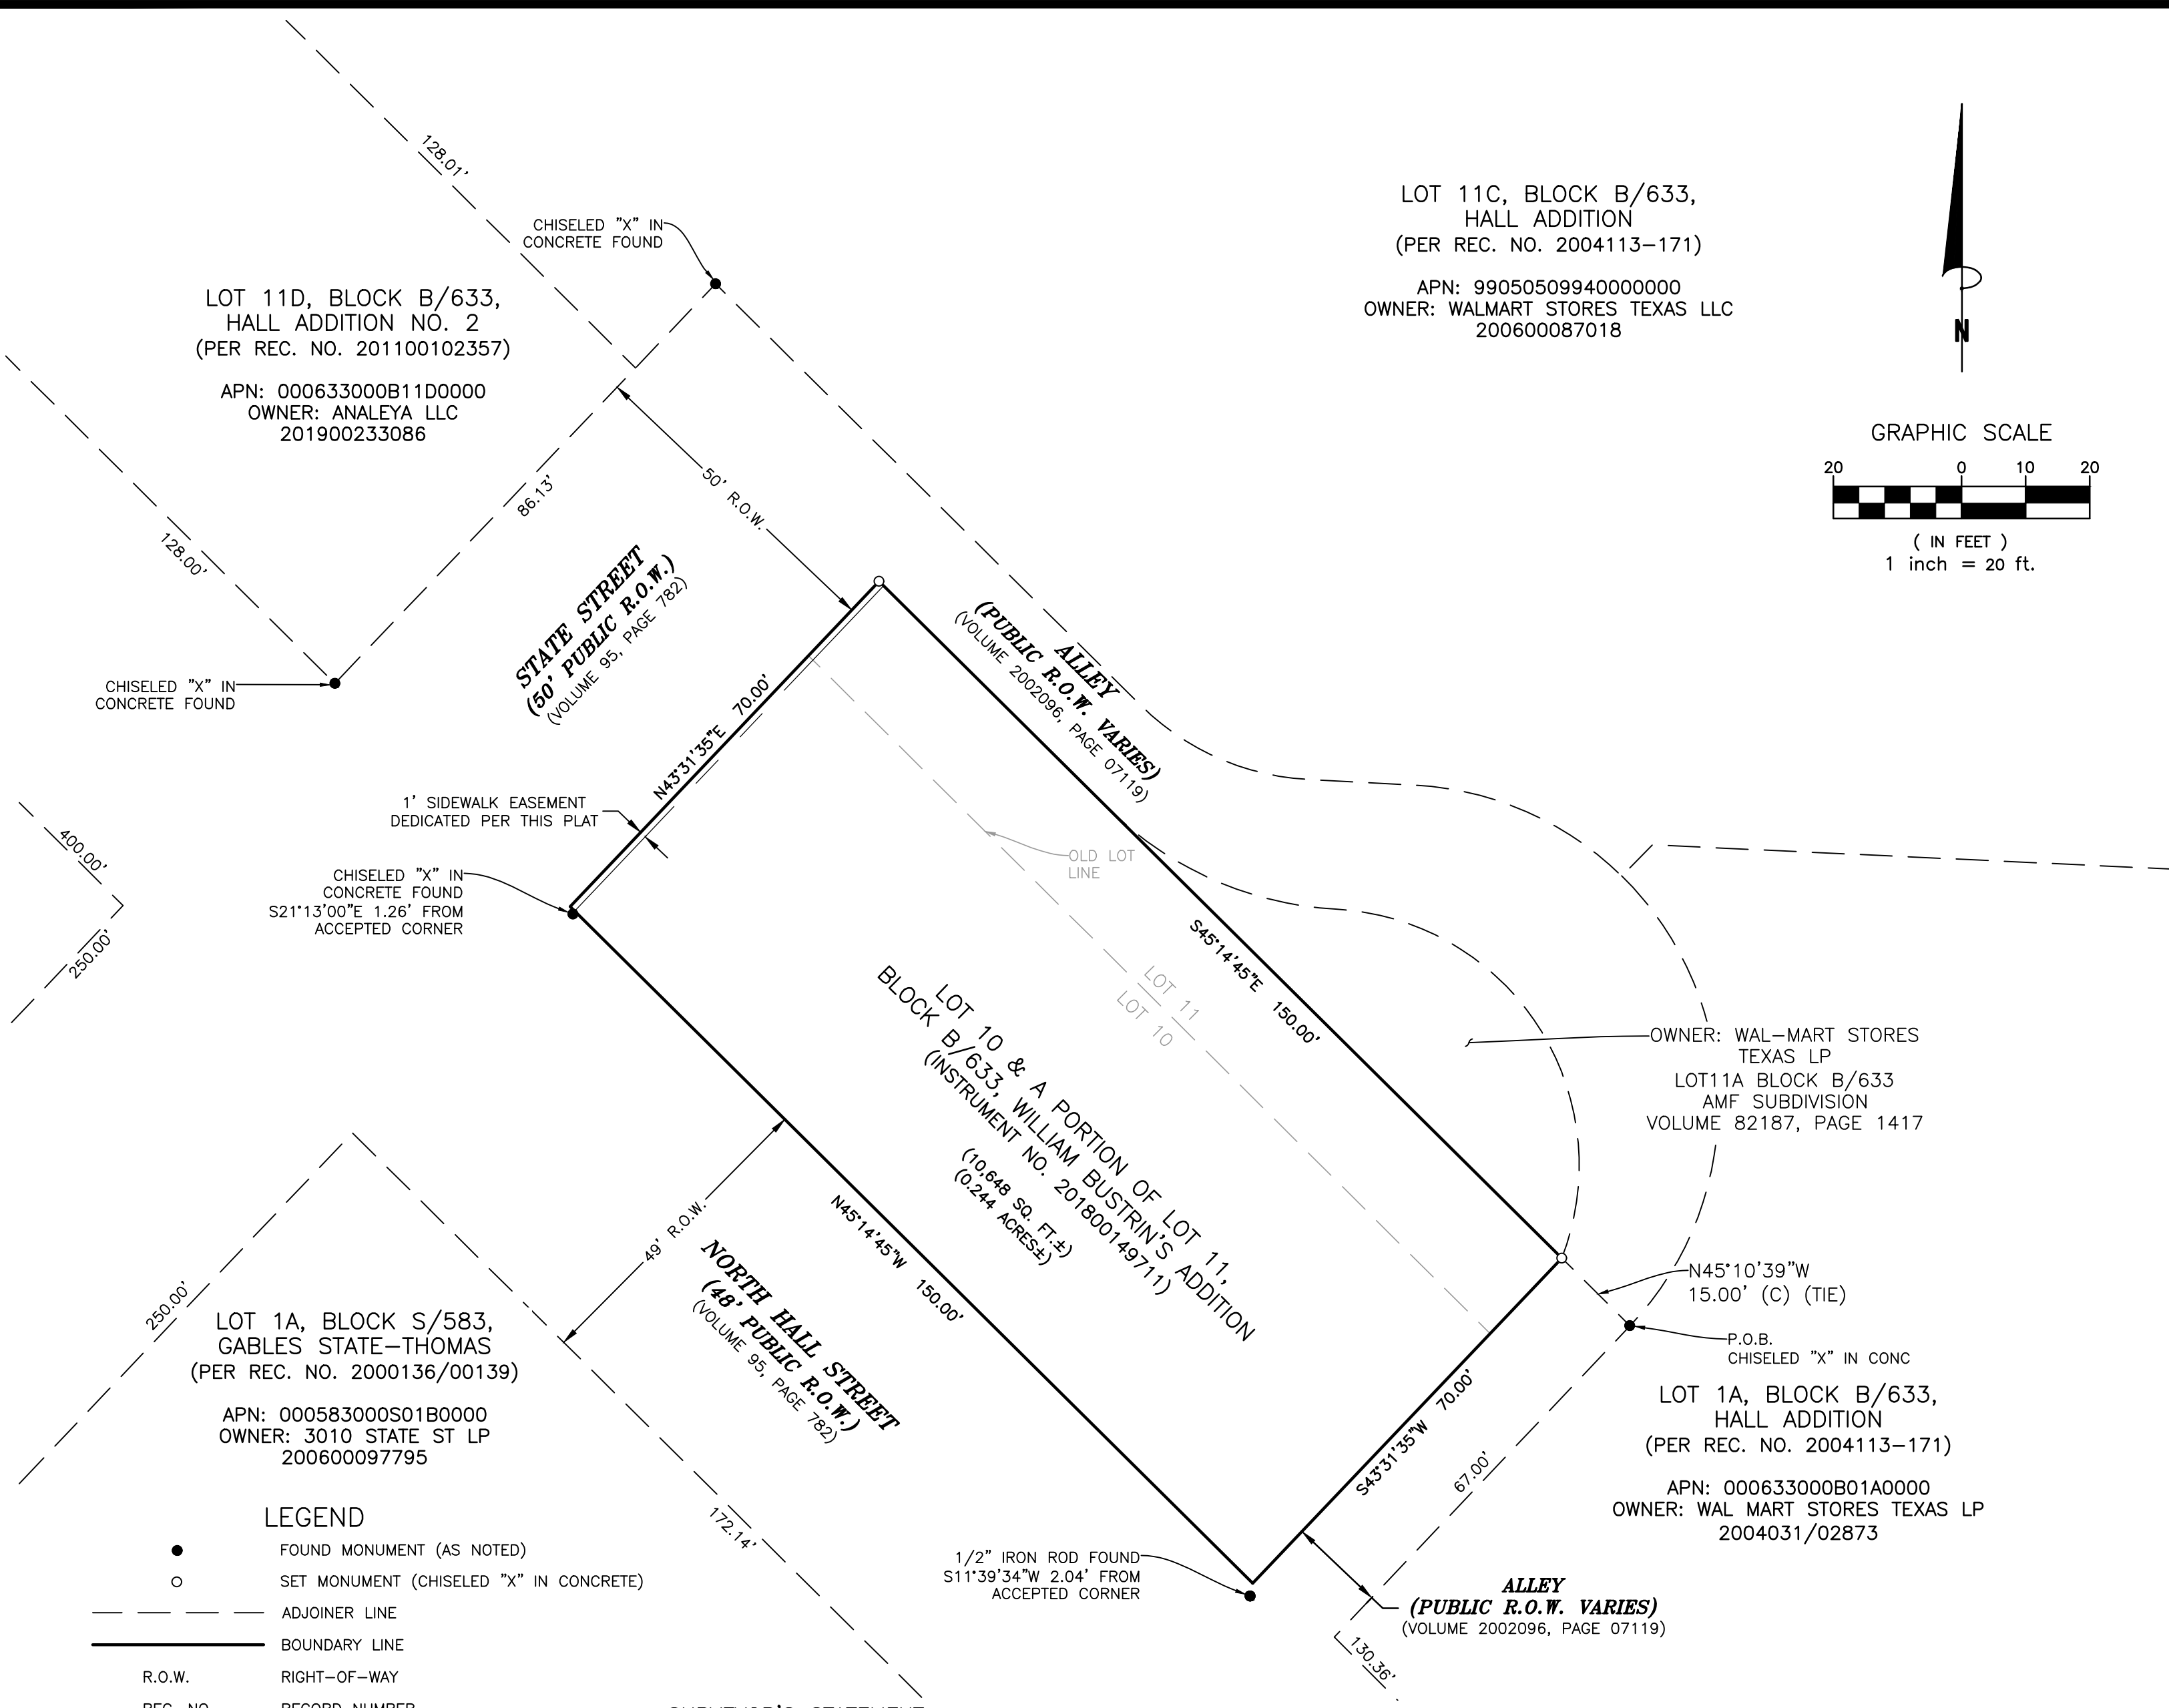 128.01'
CHISELED "X" IN
CONCRETE FOUND
LOT 11D, BLOCK B/633,
HALL ADDITION NO. 2
(PER REC. NO. 201100102357)
APN: 000633000B11D0000
OWNER: ANALEYA LLC
201900233086
LOT 11C, BLOCK B/633,
HALL ADDITION
(PER REC. NO. 2004113-171)
APN: 99050509940000000
OWNER: WALMART STORES TEXAS LLC
200600087018
N
GRAPHIC SCALE
20 0 10 20
( IN FEET )
1 inch = 20 ft.
128.00'
86.13'
50' R.O.W.
STATE STREET
(50' PUBLIC R.O.W.)
(VOLUME 95, PAGE 782)
CHISELED "X" IN
CONCRETE FOUND
ALLEY
(PUBLIC R.O.W. VARIES)
(VOLUME 2002096, PAGE 07119)
N43°31'35"E 70.00'
1' SIDEWALK EASEMENT
DEDICATED PER THIS PLAT
400.00'
250.00'
CHISELED "X" IN
CONCRETE FOUND
S21°13'00"E 1.26' FROM
ACCEPTED CORNER
OLD LOT
LINE
S45°14'45"E 150.00'
LOT 11
LOT 10
LOT 10 & A PORTION OF LOT 11,
BLOCK B/633, WILLIAM BUSTRIN'S ADDITION
(INSTRUMENT NO. 201800149711)
(10,648 SQ. FT.±)
(0.244 ACRES±)
OWNER: WAL-MART STORES
TEXAS LP
LOT11A BLOCK B/633
AMF SUBDIVISION
VOLUME 82187, PAGE 1417
N45°14'45"W 150.00'
49' R.O.W.
NORTH HALL STREET
(48' PUBLIC R.O.W.)
(VOLUME 95, PAGE 782)
N45°10'39"W
15.00' (C) (TIE)
P.O.B.
CHISELED "X" IN CONC
250.00'
LOT 1A, BLOCK S/583,
GABLES STATE-THOMAS
(PER REC. NO. 2000136/00139)
APN: 000583000S01B0000
OWNER: 3010 STATE ST LP
200600097795
S43°31'35"W 70.00'
67.00'
LOT 1A, BLOCK B/633,
HALL ADDITION
(PER REC. NO. 2004113-171)
APN: 000633000B01A0000
OWNER: WAL MART STORES TEXAS LP
2004031/02873
172.14'
1/2" IRON ROD FOUND
S11°39'34"W 2.04' FROM
ACCEPTED CORNER
ALLEY
(PUBLIC R.O.W. VARIES)
(VOLUME 2002096, PAGE 07119)
130.36'
LEGEND
FOUND MONUMENT (AS NOTED)
SET MONUMENT (CHISELED "X" IN CONCRETE)
ADJOINER LINE
BOUNDARY LINE
R.O.W. RIGHT-OF-WAY
REC. NO. RECORD NUMBER
SURVEYOR'S STATEMENT